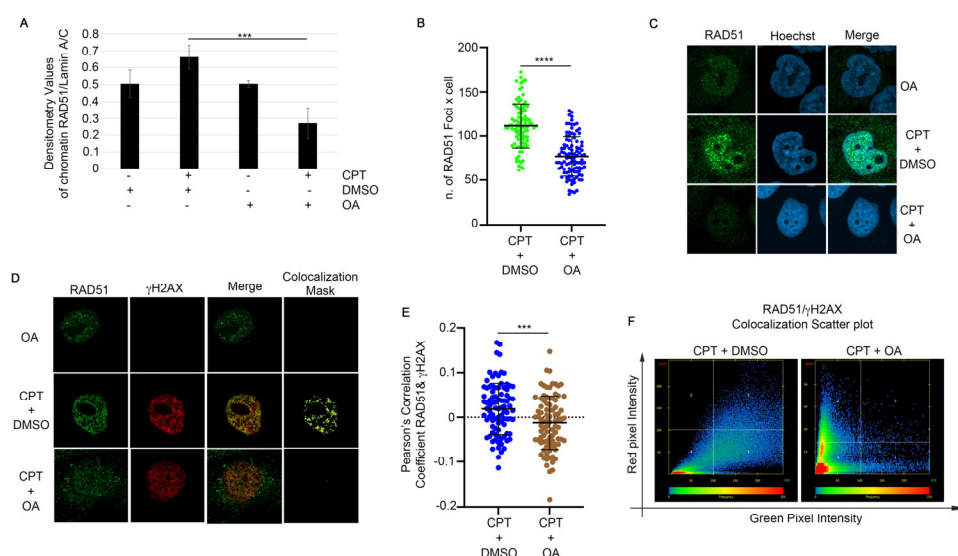 A
Densitometry Values
of chromatin RAD51/Lamin A/C
0.8
0.7
0.6
0.5
0.4
0.3
0.2
0.1
0
***
- + - + CPT
+ + - - DMSO
- - + + OA
B
n. of RAD51 Foci x cell
200
150
100
50
0
****
CPT
+
DMSO
CPT
+
OA
C
RAD51 Hoechst Merge
OA
CPT
+
DMSO
CPT
+
OA
D
RAD51 γH2AX Merge Colocalization
Mask
OA
CPT
+
DMSO
CPT
+
OA
E
Pearson's Correlation
Coefficient RAD51& γH2AX
0.2
0.1
0
-0.1
-0.2
***
CPT
+
DMSO
CPT
+
OA
F
RAD51/γH2AX
Colocalization Scatter plot
CPT + DMSO CPT + OA
Red pixel Intensity
Frequency
Frequency
Green Pixel Intensity